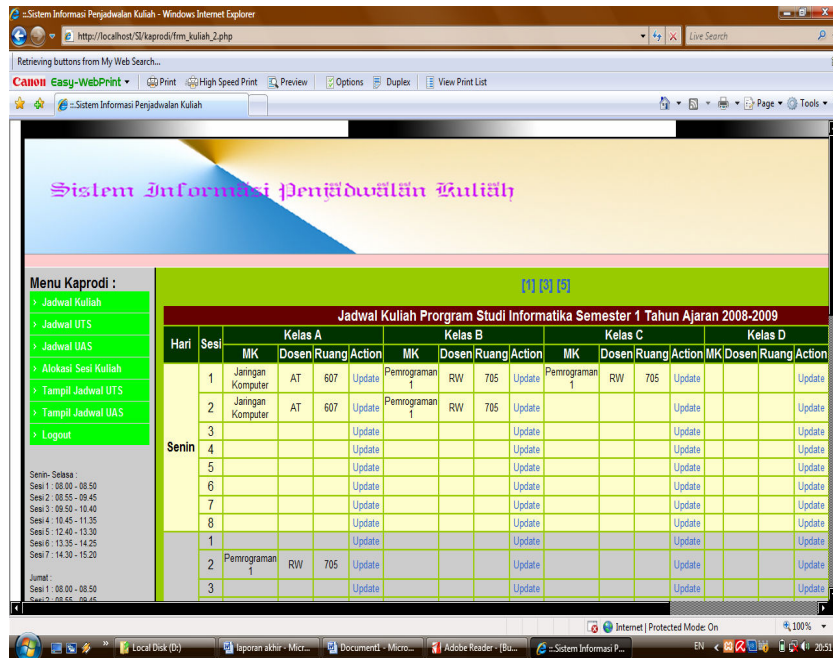 ::.Sistem Informasi Penjadwalan Kuliah - Windows Internet Explorer
http://localhost/SI/kaprodi/frm_kuliah_2.php
Live Search
Retrieving buttons from My Web Search...
Canon Easy-WebPrint Print High Speed Print Preview Options Duplex View Print List
::.Sistem Informasi Penjadwalan Kuliah
Page Tools
Sistem Informasi Penjadwalan Kuliah
Menu Kaprodi :
> Jadwal Kuliah
> Jadwal UTS
> Jadwal UAS
> Alokasi Sesi Kuliah
> Tampil Jadwal UTS
> Tampil Jadwal UAS
> Logout
Senin- Selasa :
Sesi 1 : 08.00 - 08.50
Sesi 2 : 08.55 - 09.45
Sesi 3 : 09.50 - 10.40
Sesi 4 : 10.45 - 11.35
Sesi 5 : 12.40 - 13.30
Sesi 6 : 13.35 - 14.25
Sesi 7 : 14.30 - 15.20
Jumat :
Sesi 1 : 08.00 - 08.50
Sesi 2 : 08.55 - 09.45
[1] [3] [5]
Jadwal Kuliah Prorgram Studi Informatika Semester 1 Tahun Ajaran 2008-2009
Hari Sesi Kelas A Kelas B Kelas C Kelas D
MK Dosen Ruang Action MK Dosen Ruang Action MK Dosen Ruang Action MK Dosen Ruang Action
Senin
1 Jaringan Komputer AT 607 Update Pemrograman 1 RW 705 Update Pemrograman 1 RW 705 Update Update
2 Jaringan Komputer AT 607 Update Pemrograman 1 RW 705 Update Update Update
3 Update Update Update Update
4 Update Update Update Update
5 Update Update Update Update
6 Update Update Update Update
7 Update Update Update Update
8 Update Update Update Update
1 Update Update Update Update
2 Pemrograman 1 RW 705 Update Update Update Update
3 Update Update Update Update
Internet | Protected Mode: On 100%
Local Disk (D:) laporan akhir - Micr... Document1 - Micro... Adobe Reader - [Bu... ::.Sistem Informasi P... EN 20:51